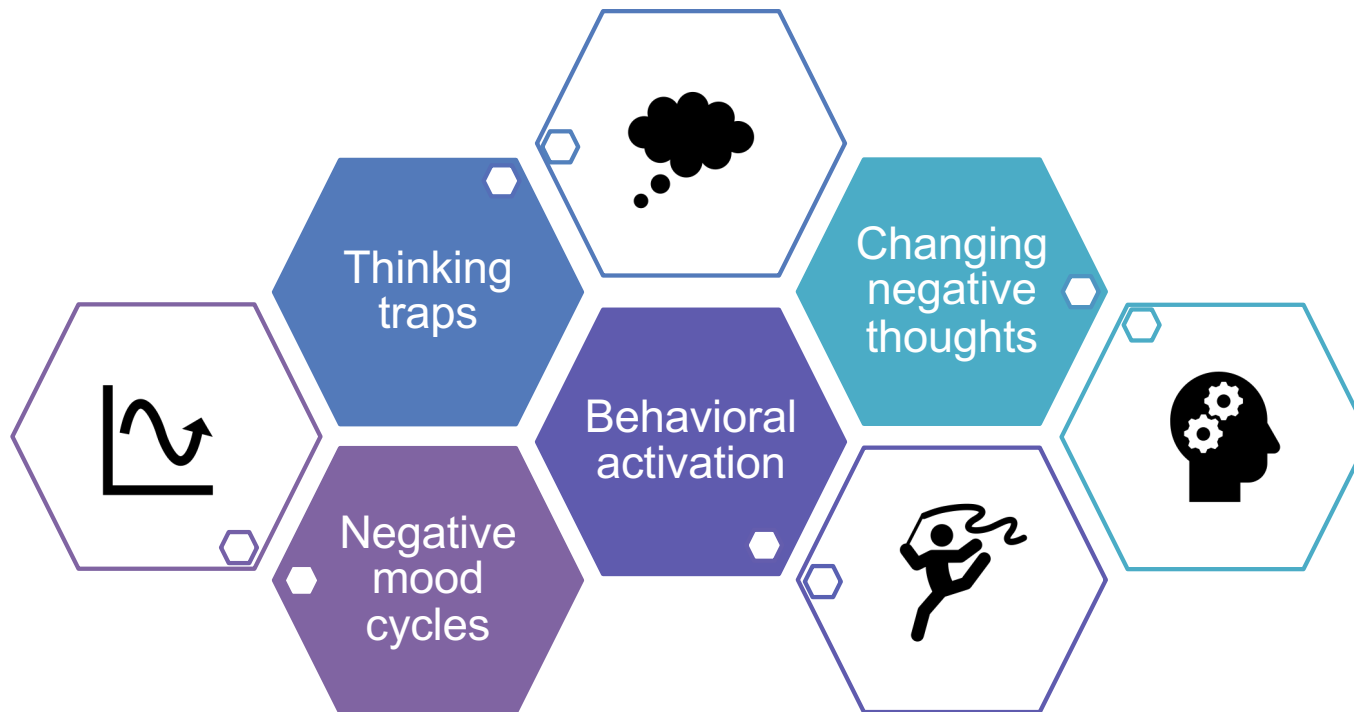 Thinking
traps
Changing
negative
thoughts
Behavioral
activation
Negative
mood
cycles